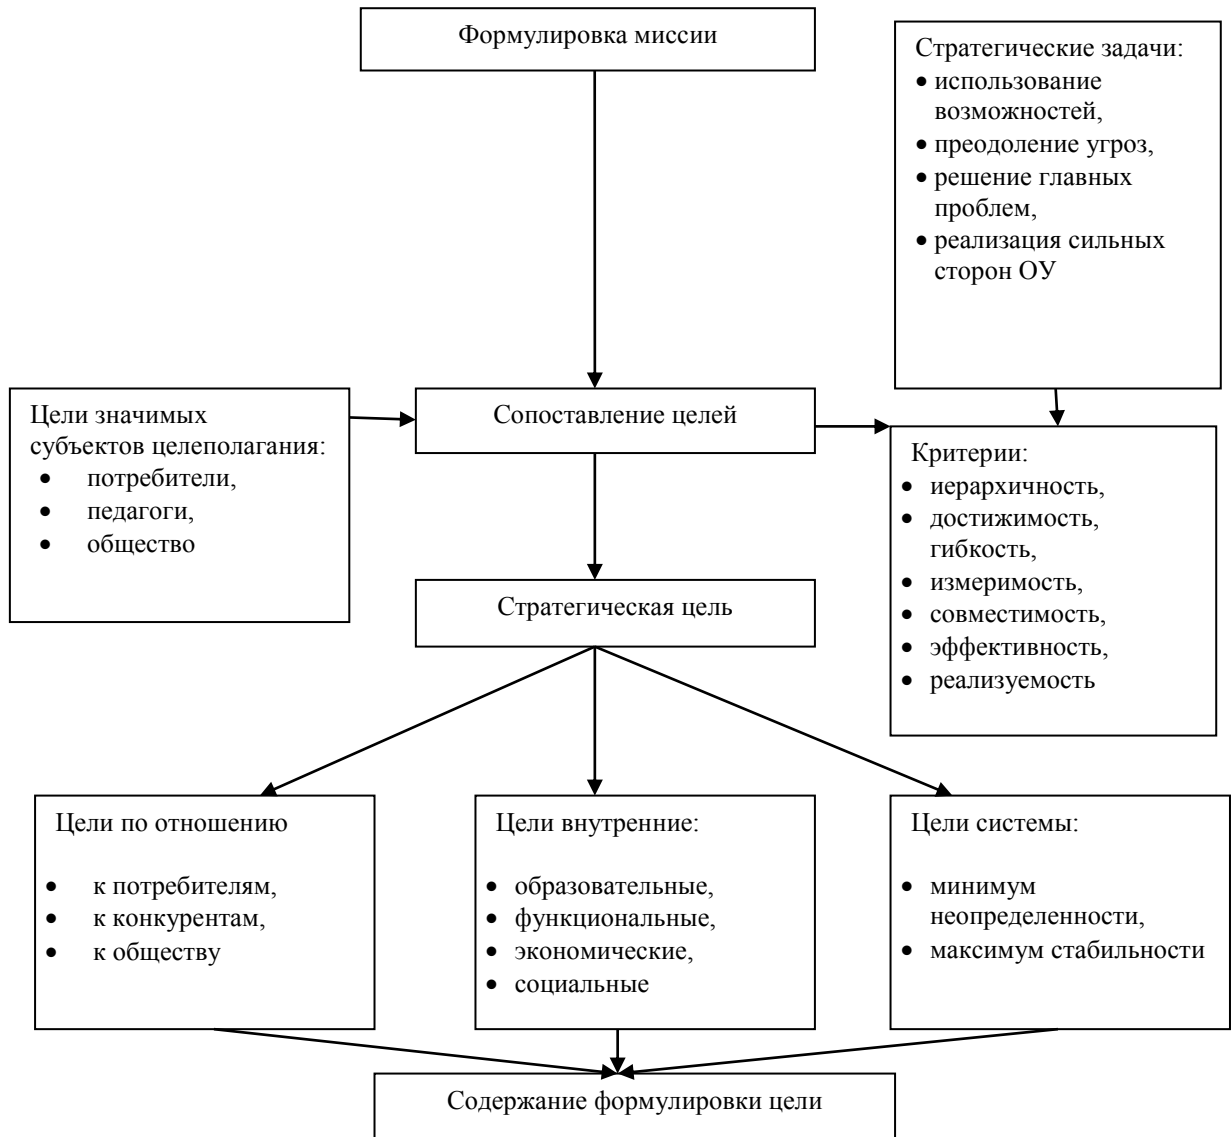 Формулировка миссии
Стратегические задачи:
• использование
возможностей,
• преодоление угроз,
• решение главных
проблем,
• реализация сильных
сторон ОУ
Цели значимых
субъектов целеполагания:
• потребители,
• педагоги,
• общество
Сопоставление целей
Критерии:
• иерархичность,
• достижимость,
гибкость,
• измеримость,
• совместимость,
• эффективность,
• реализуемость
Стратегическая цель
Цели по отношению
• к потребителям,
• к конкурентам,
• к обществу
Цели внутренние:
• образовательные,
• функциональные,
• экономические,
• социальные
Цели системы:
• минимум
неопределенности,
• максимум стабильности
Содержание формулировки цели